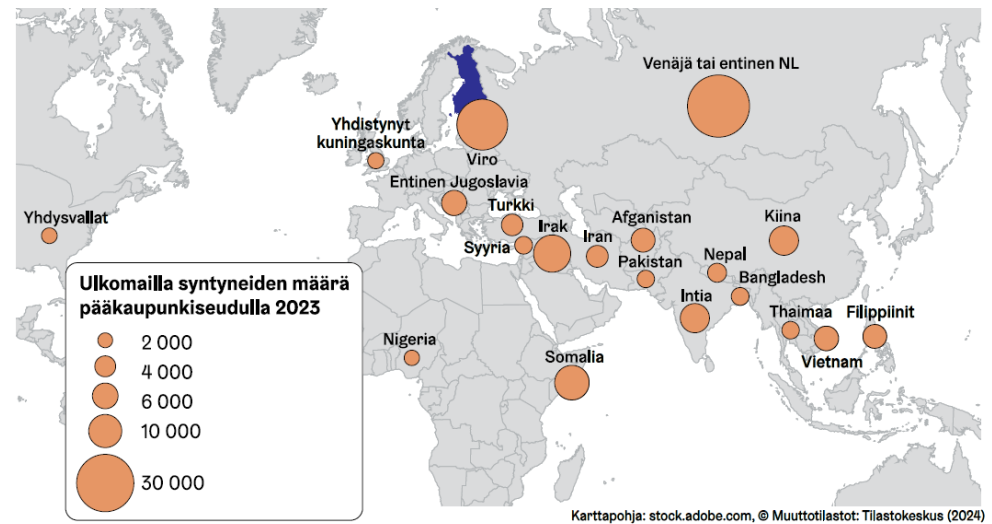 Venäjä tai entinen NL
Yhdistynyt
kuningaskunta
Viro
Entinen Jugoslavia
Yhdysvallat
Turkki
Afganistan
Kiina
Irak
Iran
Syyria
Pakistan
Nepal
Bangladesh
Intia
Thaimaa
Filippiinit
Vietnam
Nigeria
Somalia
Ulkomailla syntyneiden määrä
pääkaupunkiseudulla 2023
2 000
4 000
6 000
10 000
30 000
Karttapohja: stock.adobe.com, © Muuttotilastot: Tilastokeskus (2024)